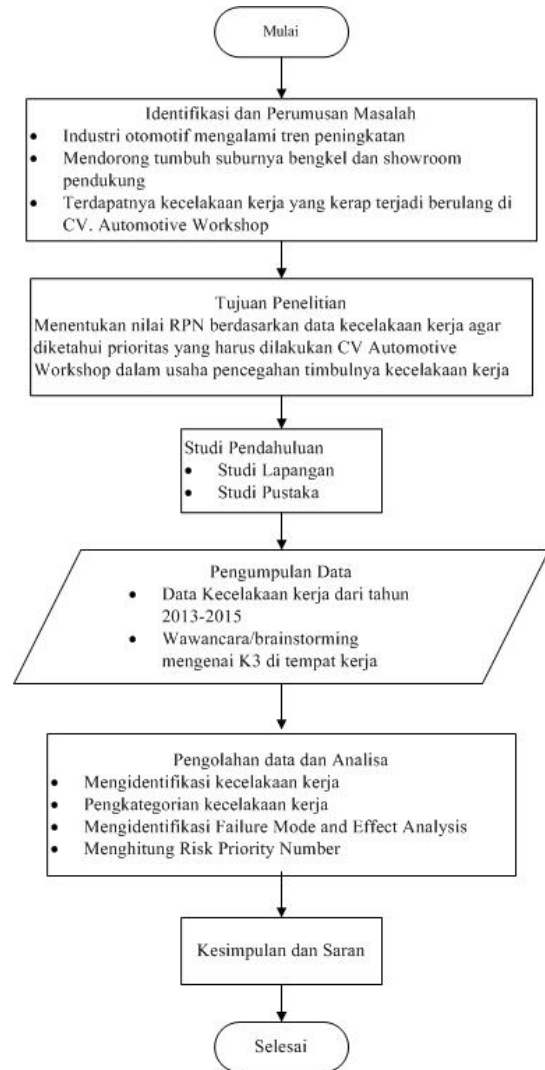 Mulai
Identifikasi dan Perumusan Masalah
• Industri otomotif mengalami tren peningkatan
• Mendorong tumbuh suburnya bengkel dan showroom
pendukung
• Terdapatnya kecelakaan kerja yang kerap terjadi berulang di
CV. Automotive Workshop
Tujuan Penelitian
Menentukan nilai RPN berdasarkan data kecelakaan kerja agar
diketahui prioritas yang harus dilakukan CV Automotive
Workshop dalam usaha pencegahan timbulnya kecelakaan kerja
Studi Pendahuluan
• Studi Lapangan
• Studi Pustaka
Pengumpulan Data
• Data Kecelakaan kerja dari tahun
2013-2015
• Wawancara/brainstorming
mengenai K3 di tempat kerja
Pengolahan data dan Analisa
• Mengidentifikasi kecelakaan kerja
• Pengkategorian kecelakaan kerja
• Mengidentifikasi Failure Mode and Effect Analysis
• Menghitung Risk Priority Number
Kesimpulan dan Saran
Selesai